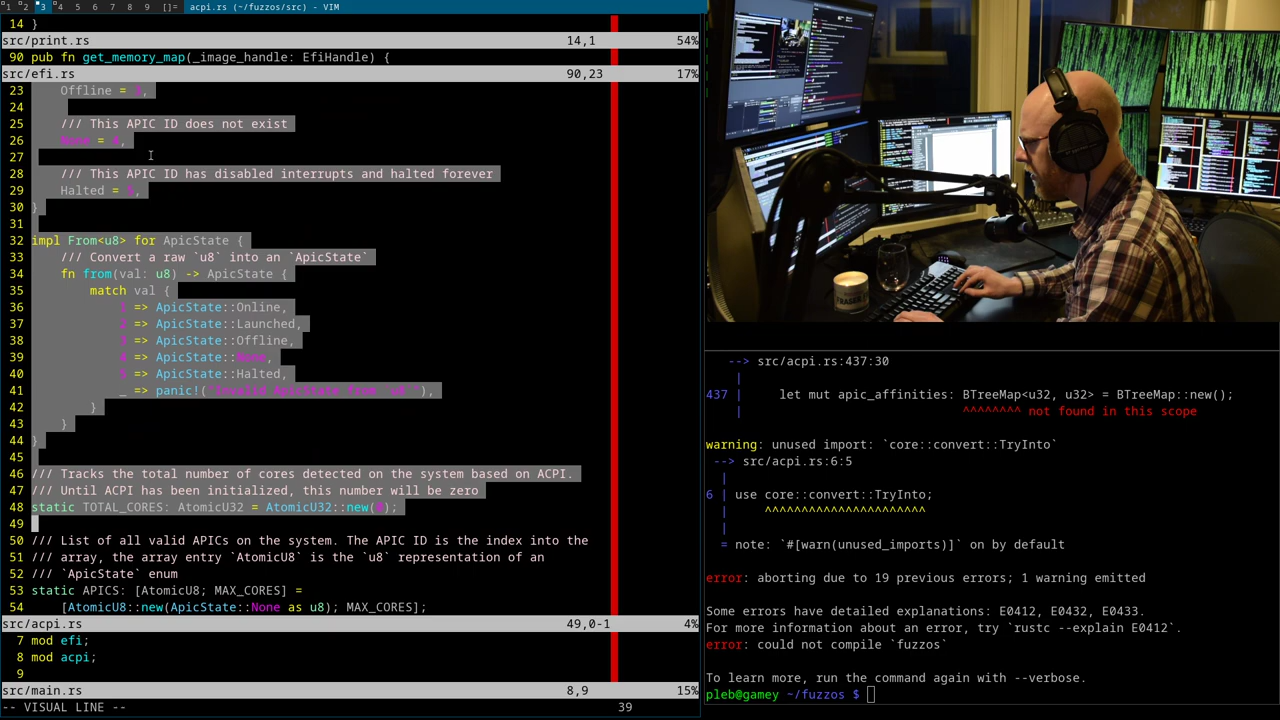 1 2 3 4 5 6 7 8 9 []= acpi.rs (~/fuzzos/src) - VIM
14 }
src/print.rs 14,1 54%
90 pub fn get_memory_map(_image_handle: EfiHandle) {
src/efi.rs 90,23 17%
23 Offline = 3,
24
25 /// This APIC ID does not exist
26 None = 4,
27
28 /// This APIC ID has disabled interrupts and halted forever
29 Halted = 5,
30 }
31
32 impl From<u8> for ApicState {
33 /// Convert a raw `u8` into an `ApicState`
34 fn from(val: u8) -> ApicState {
35 match val {
36 1 => ApicState::Online,
37 2 => ApicState::Launched,
38 3 => ApicState::Offline,
39 4 => ApicState::None,
40 5 => ApicState::Halted,
41 _ => panic!("Invalid ApicState from `u8`"),
42 }
43 }
44 }
45
46 /// Tracks the total number of cores detected on the system based on ACPI.
47 /// Until ACPI has been initialized, this number will be zero
48 static TOTAL_CORES: AtomicU32 = AtomicU32::new(0);
49
50 /// List of all valid APICs on the system. The APIC ID is the index into the
51 /// array, the array entry `AtomicU8` is the `u8` representation of an
52 /// `ApicState` enum
53 static APICS: [AtomicU8; MAX_CORES] =
54 [AtomicU8::new(ApicState::None as u8); MAX_CORES];
src/acpi.rs 49,0-1 4%
7 mod efi;
8 mod acpi;
9
src/main.rs 8,9 15%
-- VISUAL LINE -- 39
FRASER
--> src/acpi.rs:437:30
|
437 | let mut apic_affinities: BTreeMap<u32, u32> = BTreeMap::new();
| ^^^^^^^^ not found in this scope
warning: unused import: `core::convert::TryInto`
--> src/acpi.rs:6:5
|
6 | use core::convert::TryInto;
| ^^^^^^^^^^^^^^^^^^^^^^
|
= note: `#[warn(unused_imports)]` on by default
error: aborting due to 19 previous errors; 1 warning emitted
Some errors have detailed explanations: E0412, E0432, E0433.
For more information about an error, try `rustc --explain E0412`.
error: could not compile `fuzzos`
To learn more, run the command again with --verbose.
pleb@gamey ~/fuzzos $